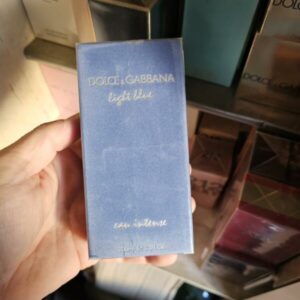 DOLCE & GABBANA
light blue
eau intense